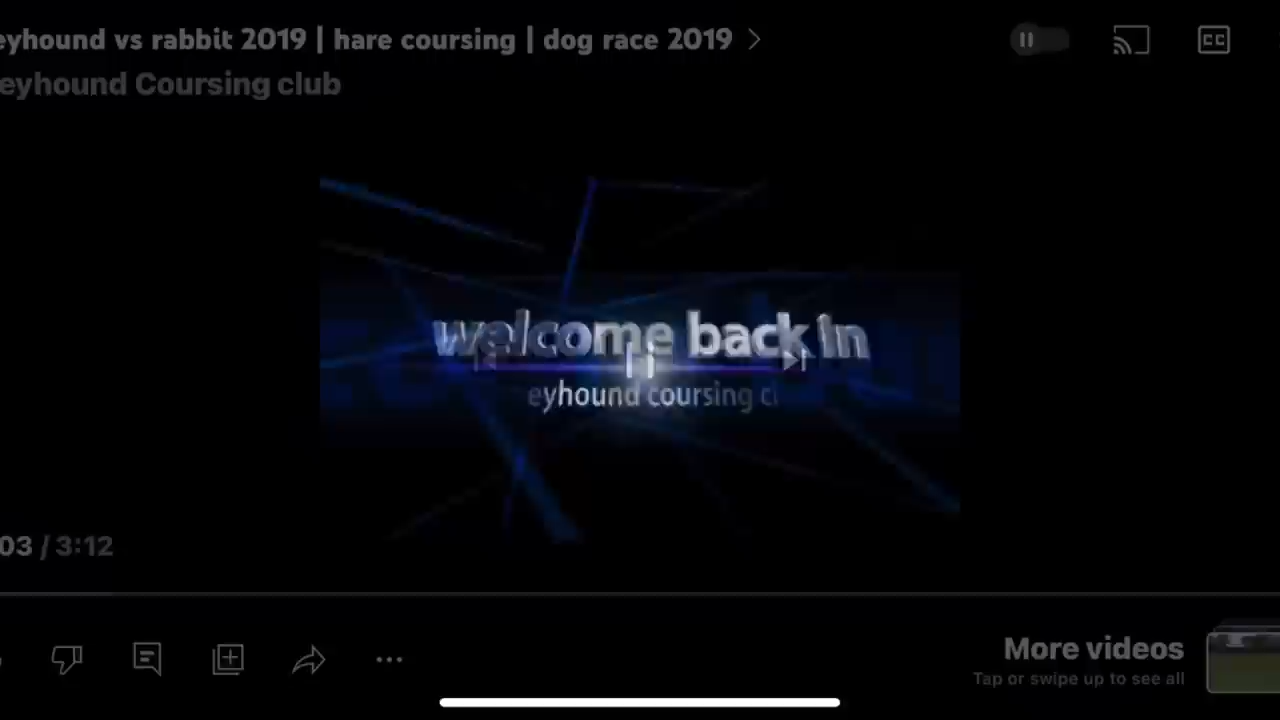 eyhound vs rabbit 2019 | hare coursing | dog race 2019
eyhound Coursing club
welcome back in
eyhound coursing cl
03 / 3:12
More videos
Tap or swipe up to see all